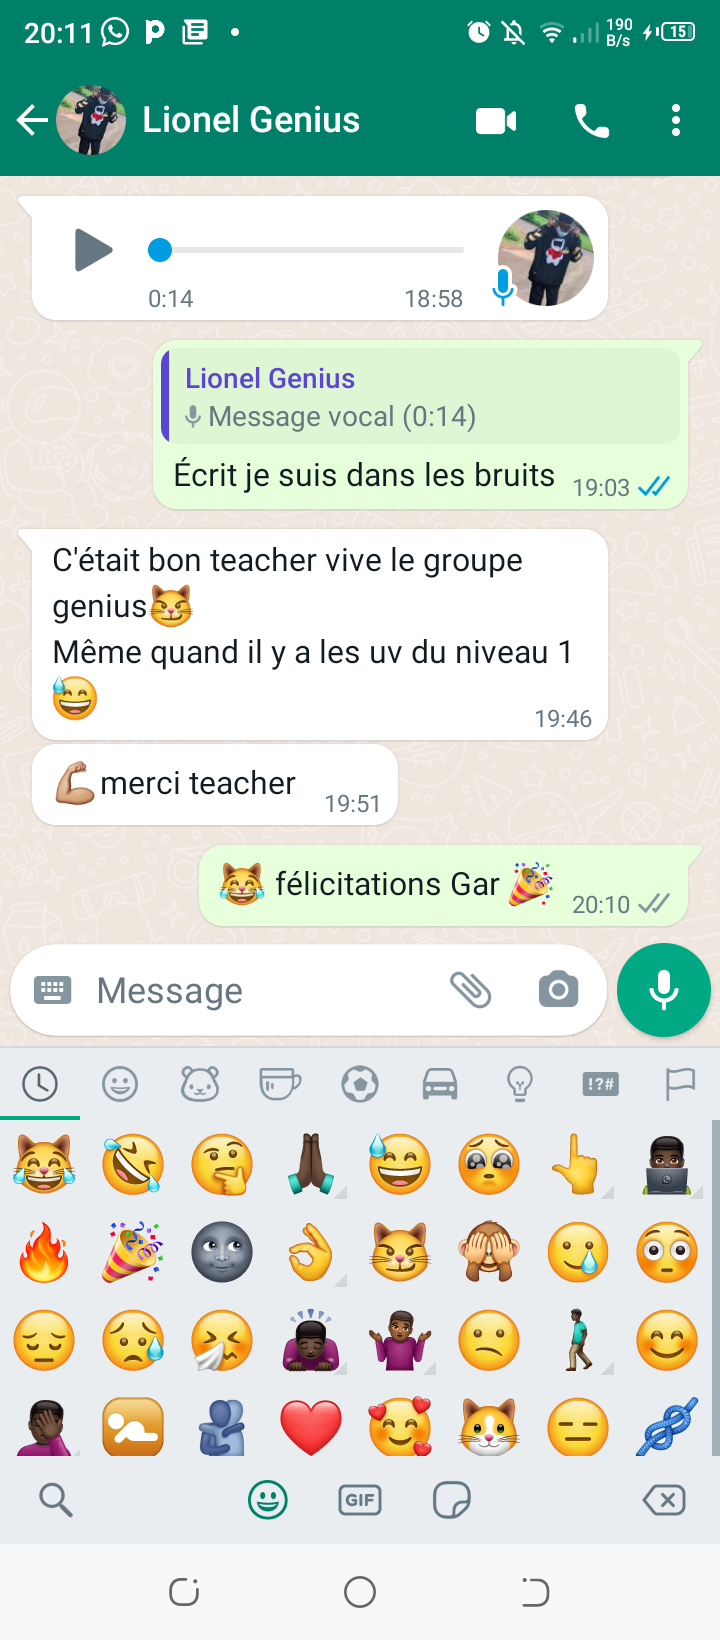 20:11
190
B/s
15
Lionel Genius
0:14
18:58
Lionel Genius
Message vocal (0:14)
Écrit je suis dans les bruits
19:03
C'était bon teacher vive le groupe
genius😼
Même quand il y a les uv du niveau 1
😅
19:46
💪🏼merci teacher
19:51
😹 félicitations Gar 🎉
20:10
Message
!?#
GIF